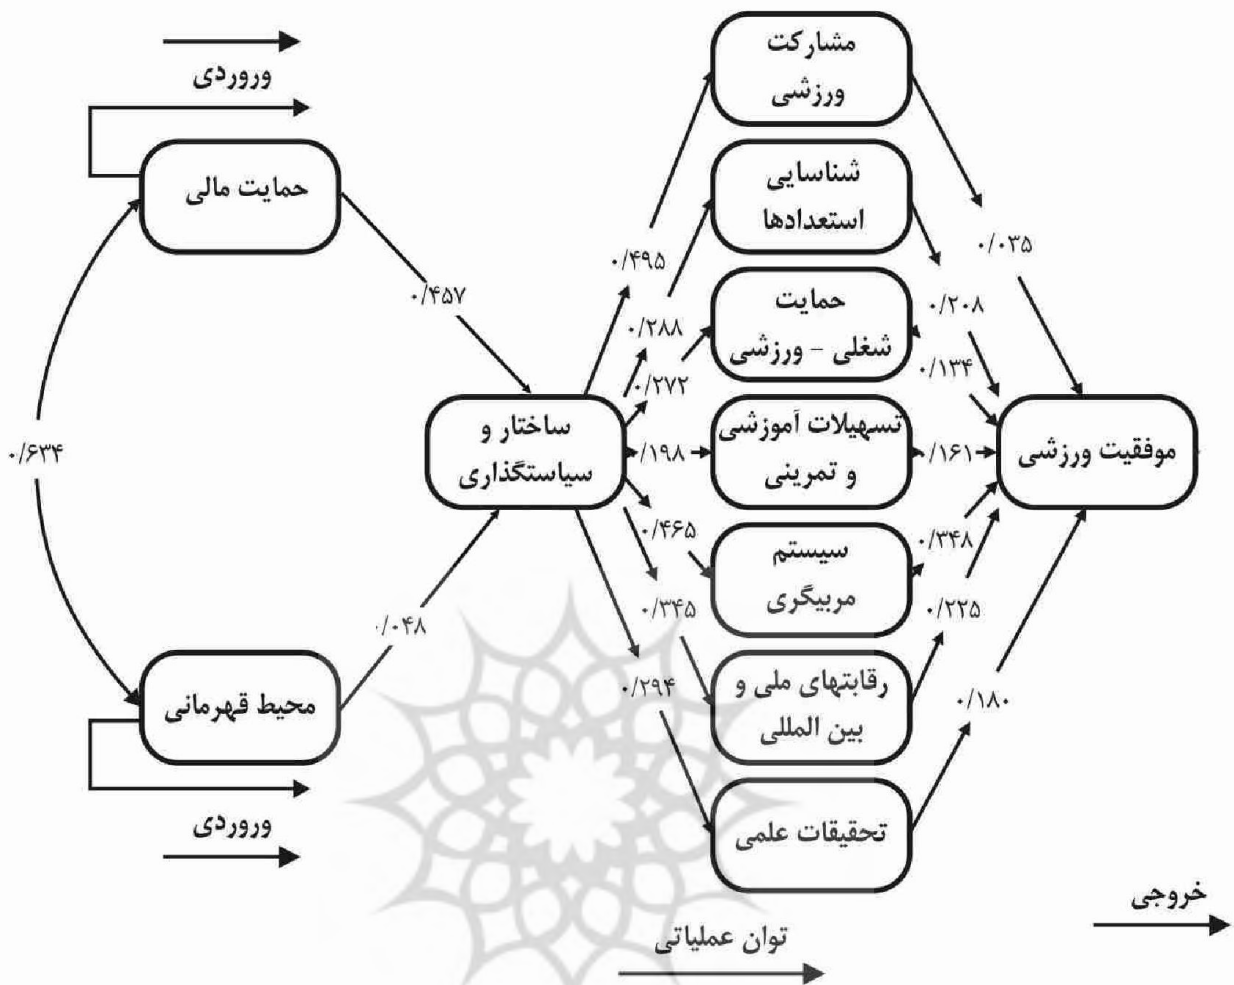 وروردی
حمایت مالی
۰/۴۵۷
۰/۶۳۴
محیط قهرمانی
/۰۴۸
وروردی
ساختار و
سیاستگذاری
۰/۴۹۵
۰/۲۸۸
۰/۲۷۲
۰/۱۹۸
۰/۴۶۵
۰/۳۴۵
۰/۲۹۴
مشارکت
ورزشی
شناسایی
استعدادها
حمایت
شغلی - ورزشی
تسهیلات آموزشی
و تمرینی
سیستم
مربیگری
رقابتهای ملی و
بین المللی
تحقیقات علمی
توان عملیاتی
۰/۰۳۵
۰/۲۰۸
۰/۱۳۴
۰/۱۶۱
۰/۳۴۸
۰/۲۲۵
۰/۱۸۰
موفقیت ورزشی
خروجی